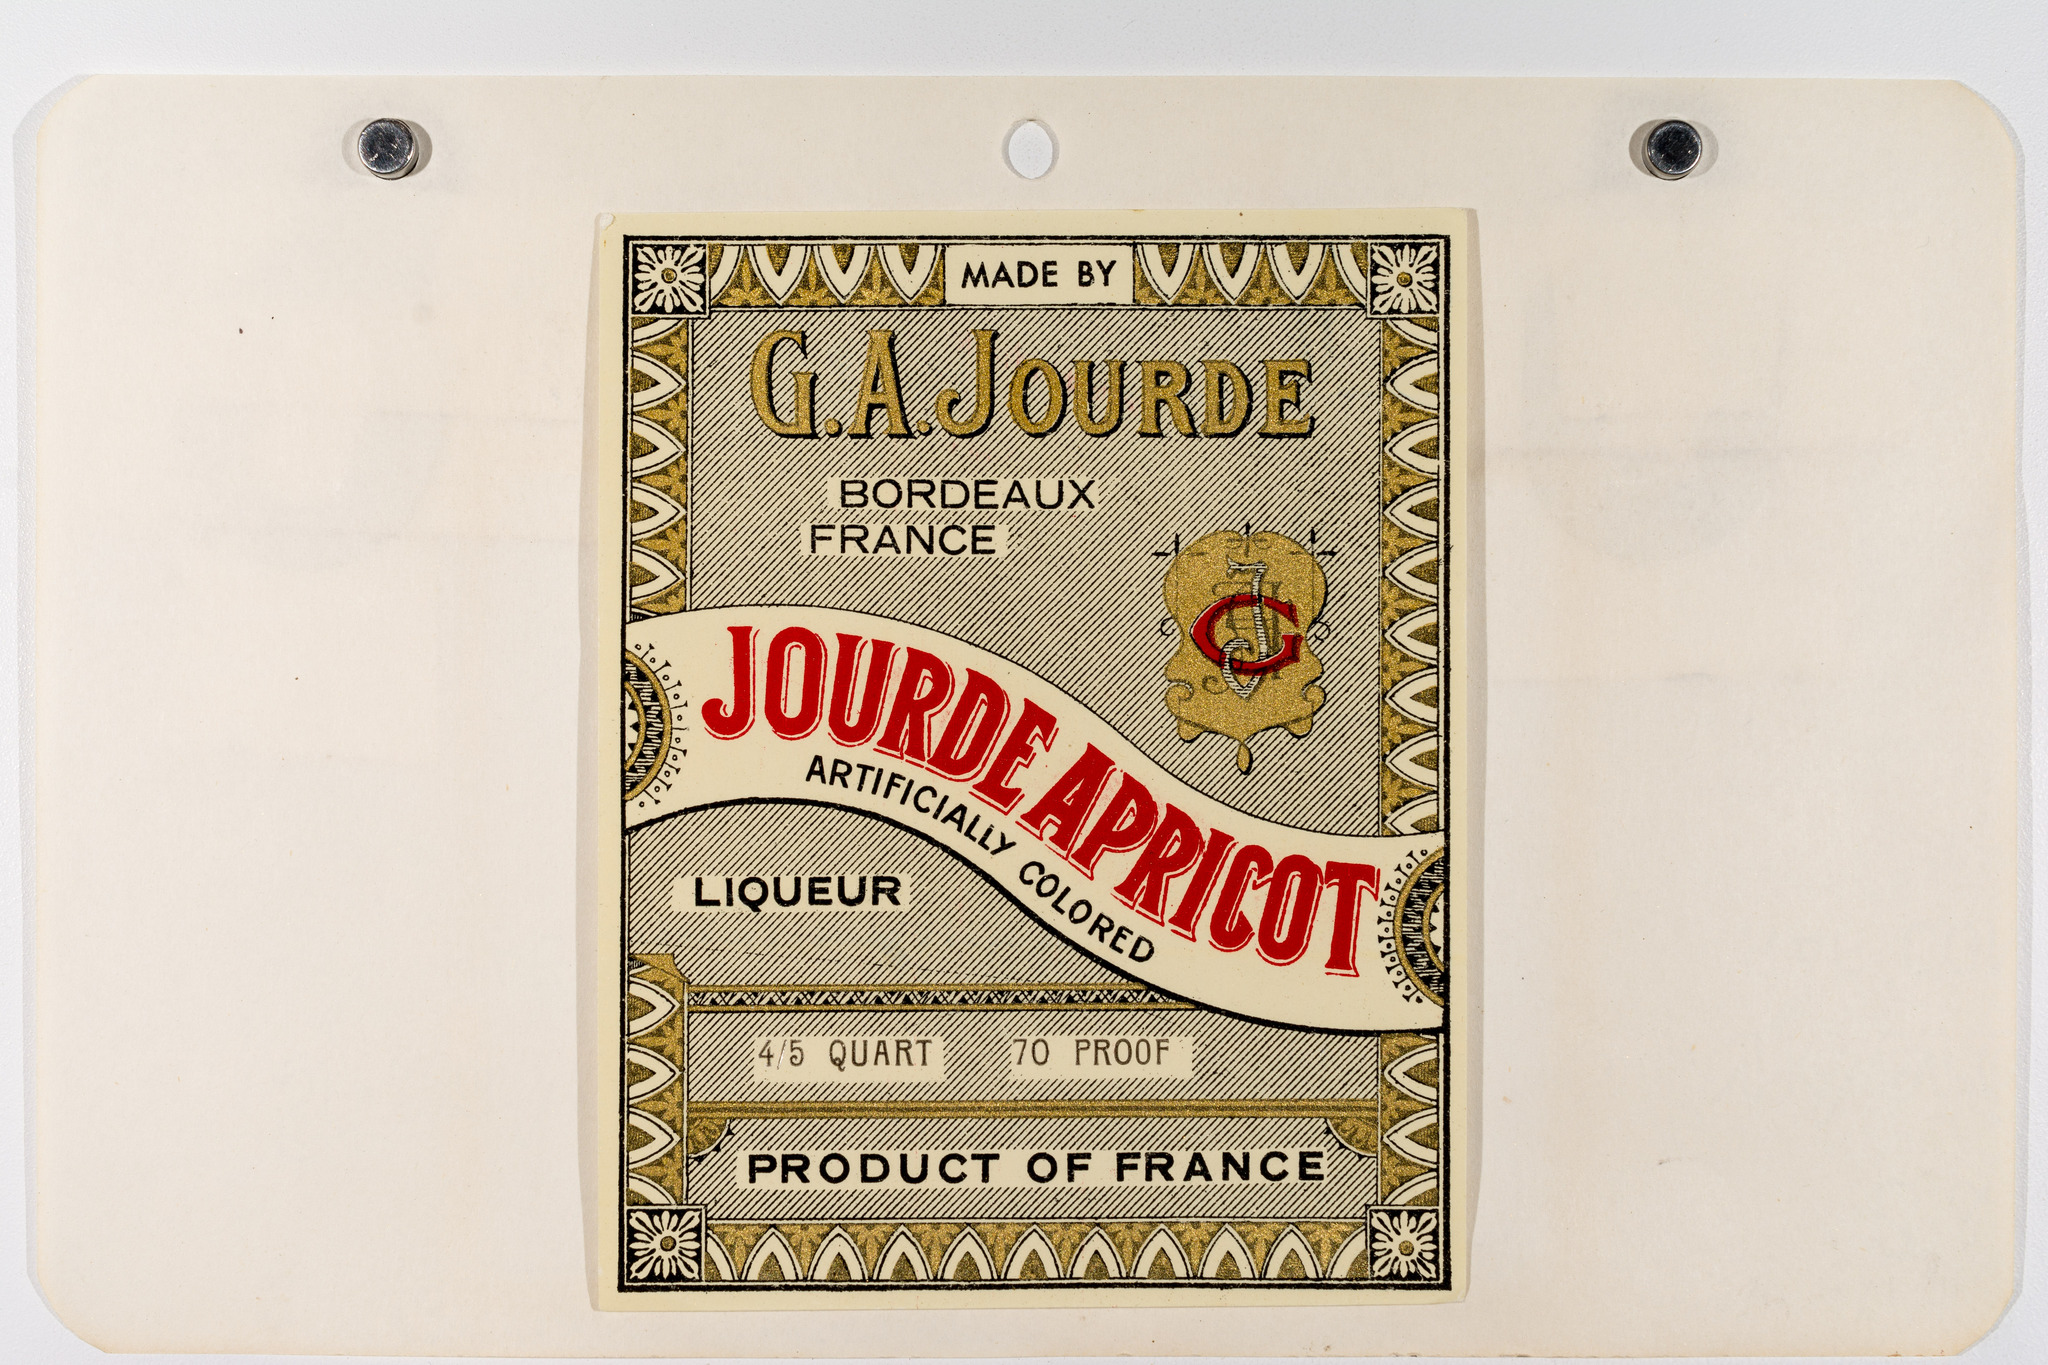 MADE BY
G.A. JOURDE
BORDEAUX
FRANCE
JOURDE APRICOT
ARTIFICIALLY COLORED
LIQUEUR
4/5 QUART 70 PROOF
PRODUCT OF FRANCE